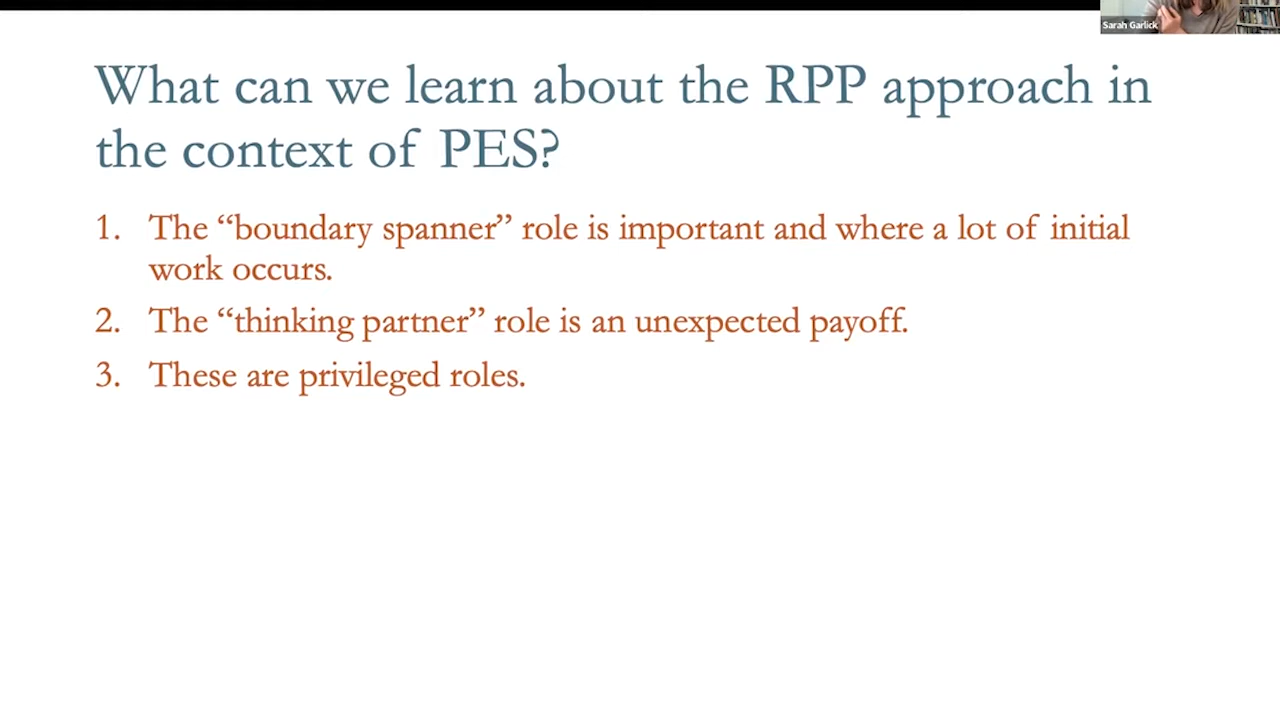 Sarah Garlick
What can we learn about the RPP approach in
the context of PES?
1. The “boundary spanner” role is important and where a lot of initial
work occurs.
2. The “thinking partner” role is an unexpected payoff.
3. These are privileged roles.